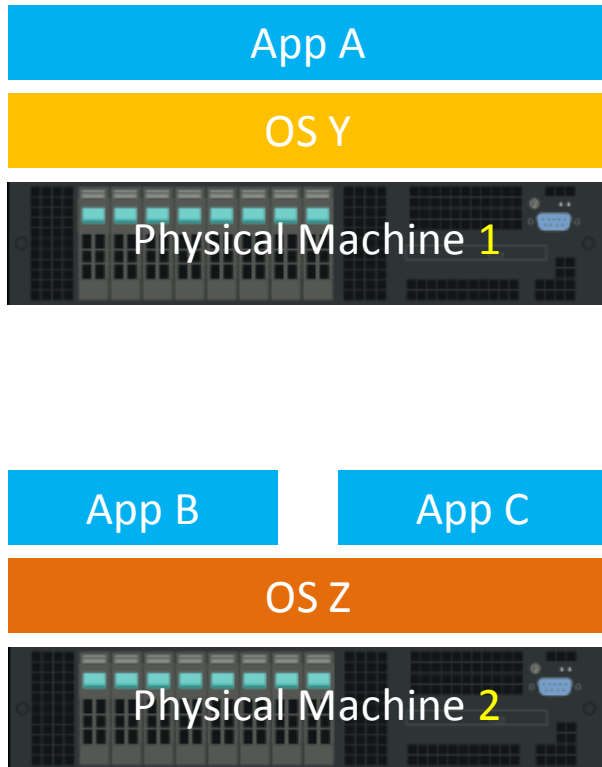 App A
OS Y
Physical Machine 1
App B App C
OS Z
Physical Machine 2